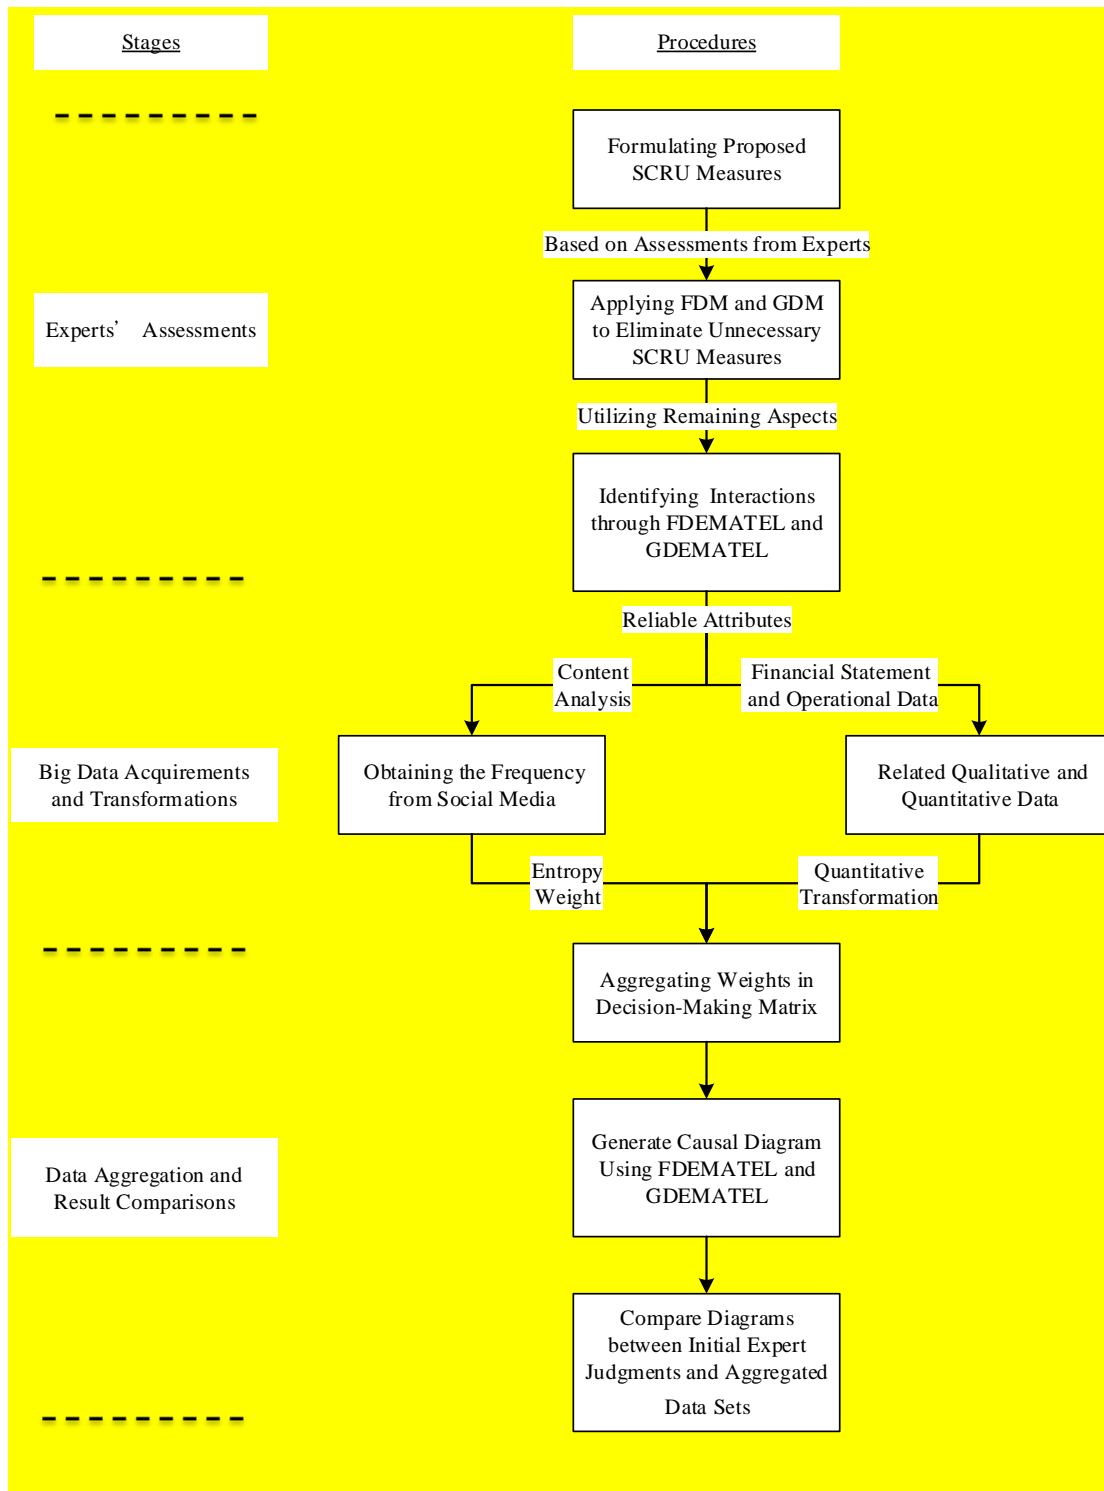 Stages
Procedures
Formulating Proposed
SCRU Measures
Based on Assessments from Experts
Experts’ Assessments
Applying FDM and GDM
to Eliminate Unnecessary
SCRU Measures
Utilizing Remaining Aspects
Identifying Interactions
through FDEMATEL and
GDEMATEL
Reliable Attributes
Content
Analysis
Financial Statement
and Operational Data
Big Data Acquirements
and Transformations
Obtaining the Frequency
from Social Media
Related Qualitative and
Quantitative Data
Entropy
Weight
Quantitative
Transformation
Aggregating Weights in
Decision-Making Matrix
Data Aggregation and
Result Comparisons
Generate Causal Diagram
Using FDEMATEL and
GDEMATEL
Compare Diagrams
between Initial Expert
Judgments and Aggregated
Data Sets